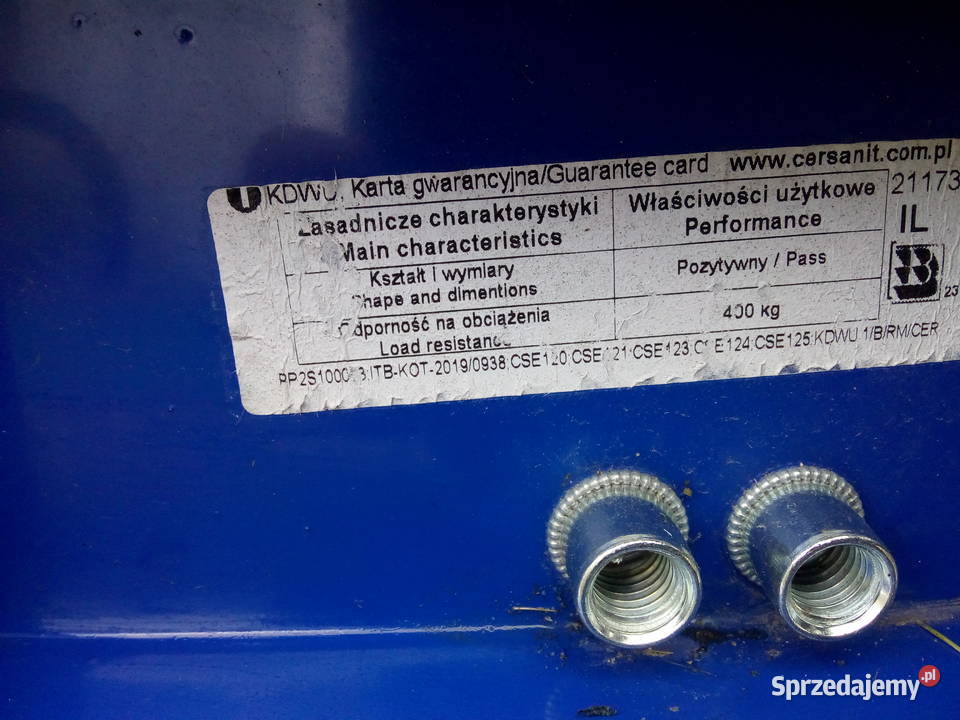 KDWU, Karta gwarancyjna/Guarantee card www.cersanit.com.pl
Zasadnicze charakterystyki
Main characteristics
Właściwości użytkowe
Performance
21173
IL
Kształt i wymiary
Shape and dimentions
Pozytywny / Pass
B
23
Odporność na obciążenia
Load resistance
400 kg
ITB-KOT-2019/0938;CSE120;CSE121;CSE123;CSE124;CSE125;KDWU 1/B/RM/CER
Sprzedajemy.pl